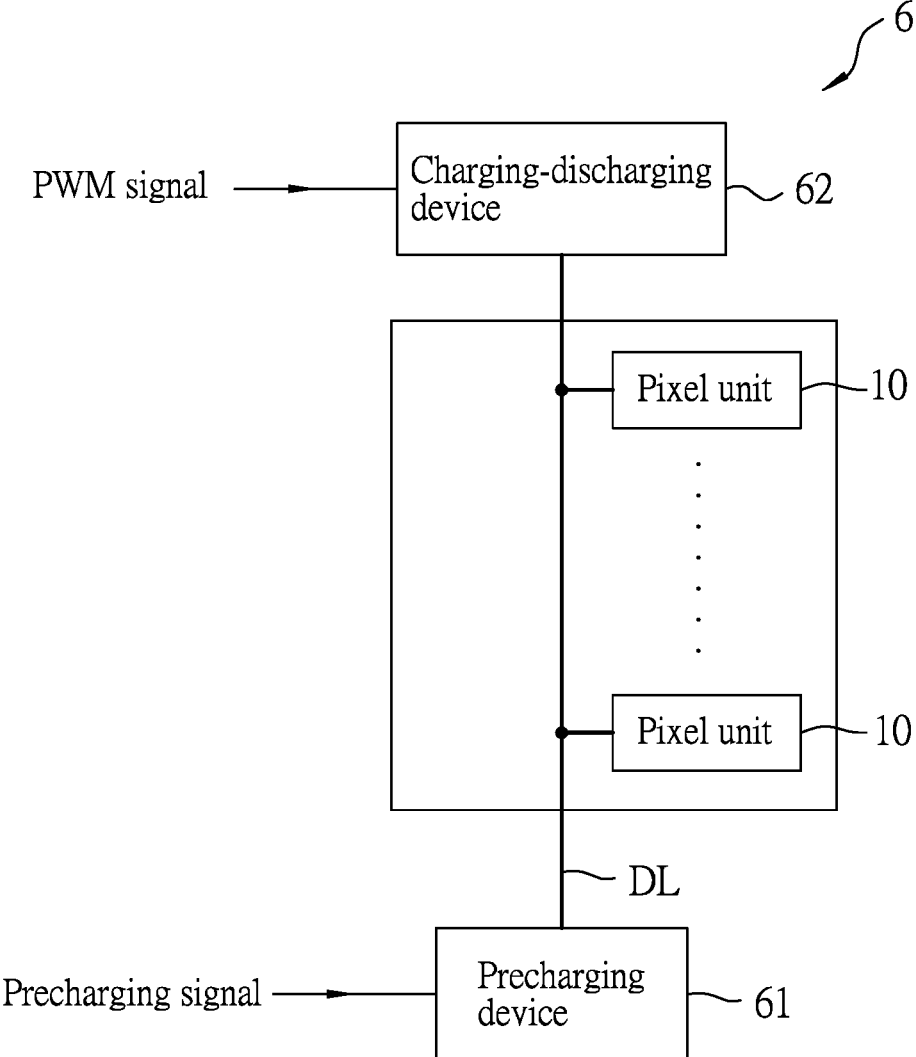 6
PWM signal
Charging-discharging
device
62
Pixel unit
10
Pixel unit
10
DL
Precharging signal
Precharging
device
61